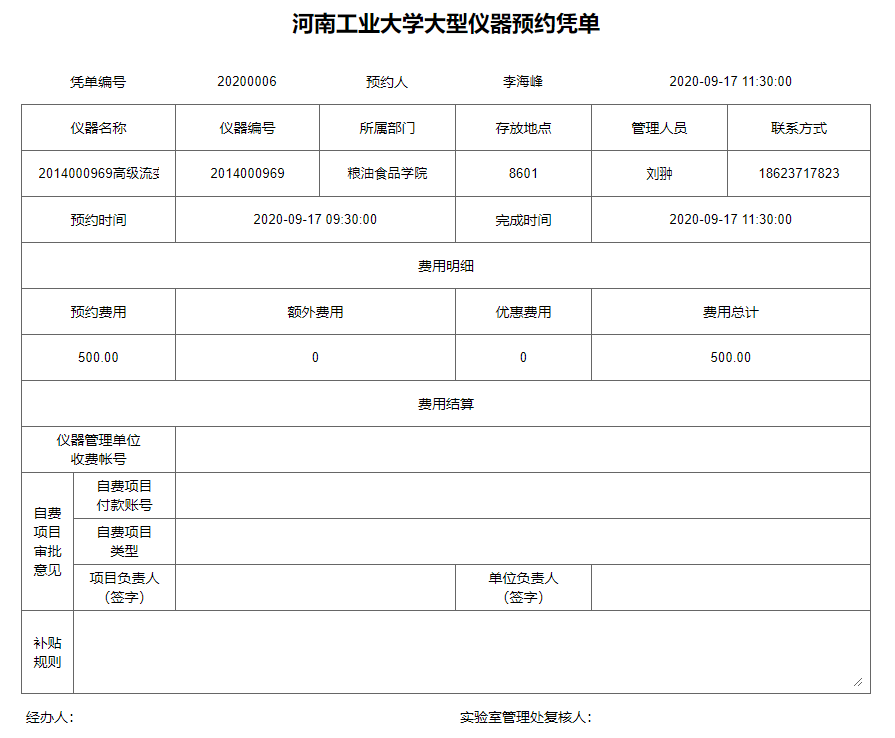 河南工业大学大型仪器预约凭单
凭单编号 20200006 预约人 李海峰 2020-09-17 11:30:00
仪器名称 仪器编号 所属部门 存放地点 管理人员 联系方式
2014000969高级流变 2014000969 粮油食品学院 8601 刘翀 18623717823
预约时间 2020-09-17 09:30:00 完成时间 2020-09-17 11:30:00
费用明细
预约费用 额外费用 优惠费用 费用总计
500.00 0 0 500.00
费用结算
仪器管理单位
收费帐号
自费
项目
审批
意见
自费项目
付款账号
自费项目
类型
项目负责人
（签字）
单位负责人
（签字）
补贴
规则
经办人： 实验室管理处复核人：